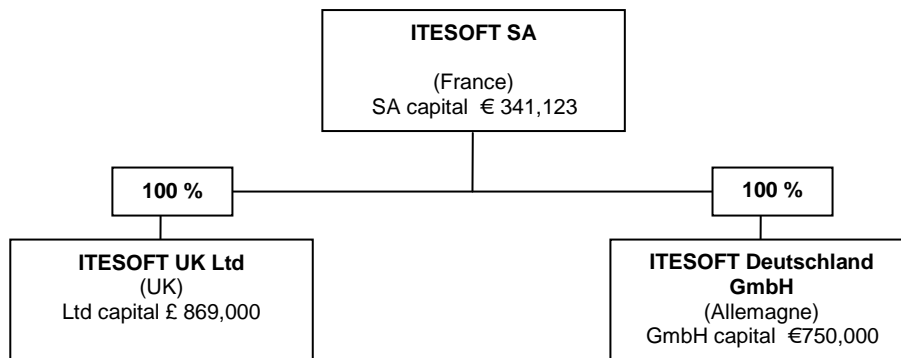 ITESOFT SA
(France)
SA capital € 341,123
100 %
100 %
ITESOFT UK Ltd
(UK)
Ltd capital £ 869,000
ITESOFT Deutschland
GmbH
(Allemagne)
GmbH capital €750,000